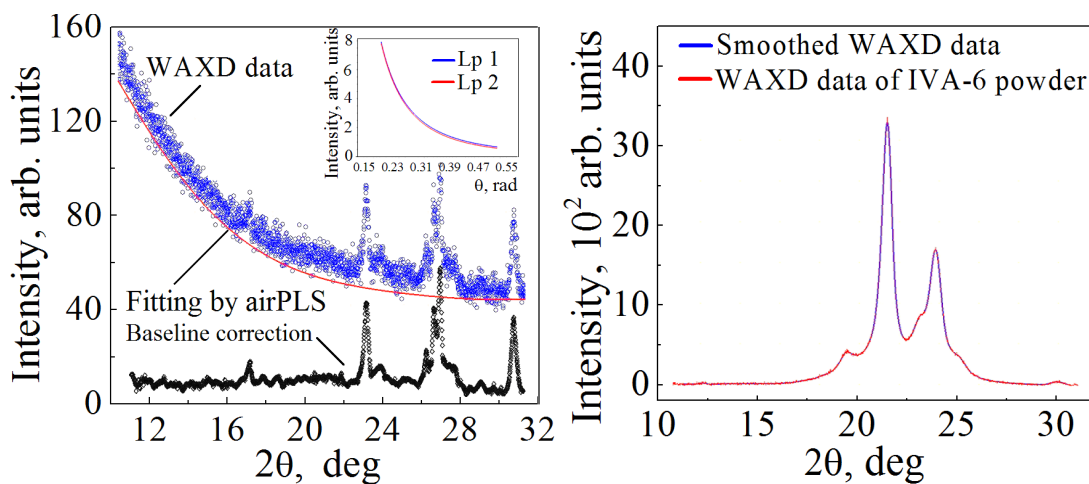 160
120
80
40
0
12
16
20
24
28
32
Intensity, arb. units
2θ, deg
WAXD data
Fitting by airPLS
Baseline correction
8
6
4
2
0
0.15 0.23 0.31 0.39 0.47 0.55
Intensity, arb. units
θ, rad
Lp 1
Lp 2
Smoothed WAXD data
WAXD data of IVA-6 powder
40
30
20
10
0
10
15
20
25
30
Intensity, 10² arb. units
2θ, deg